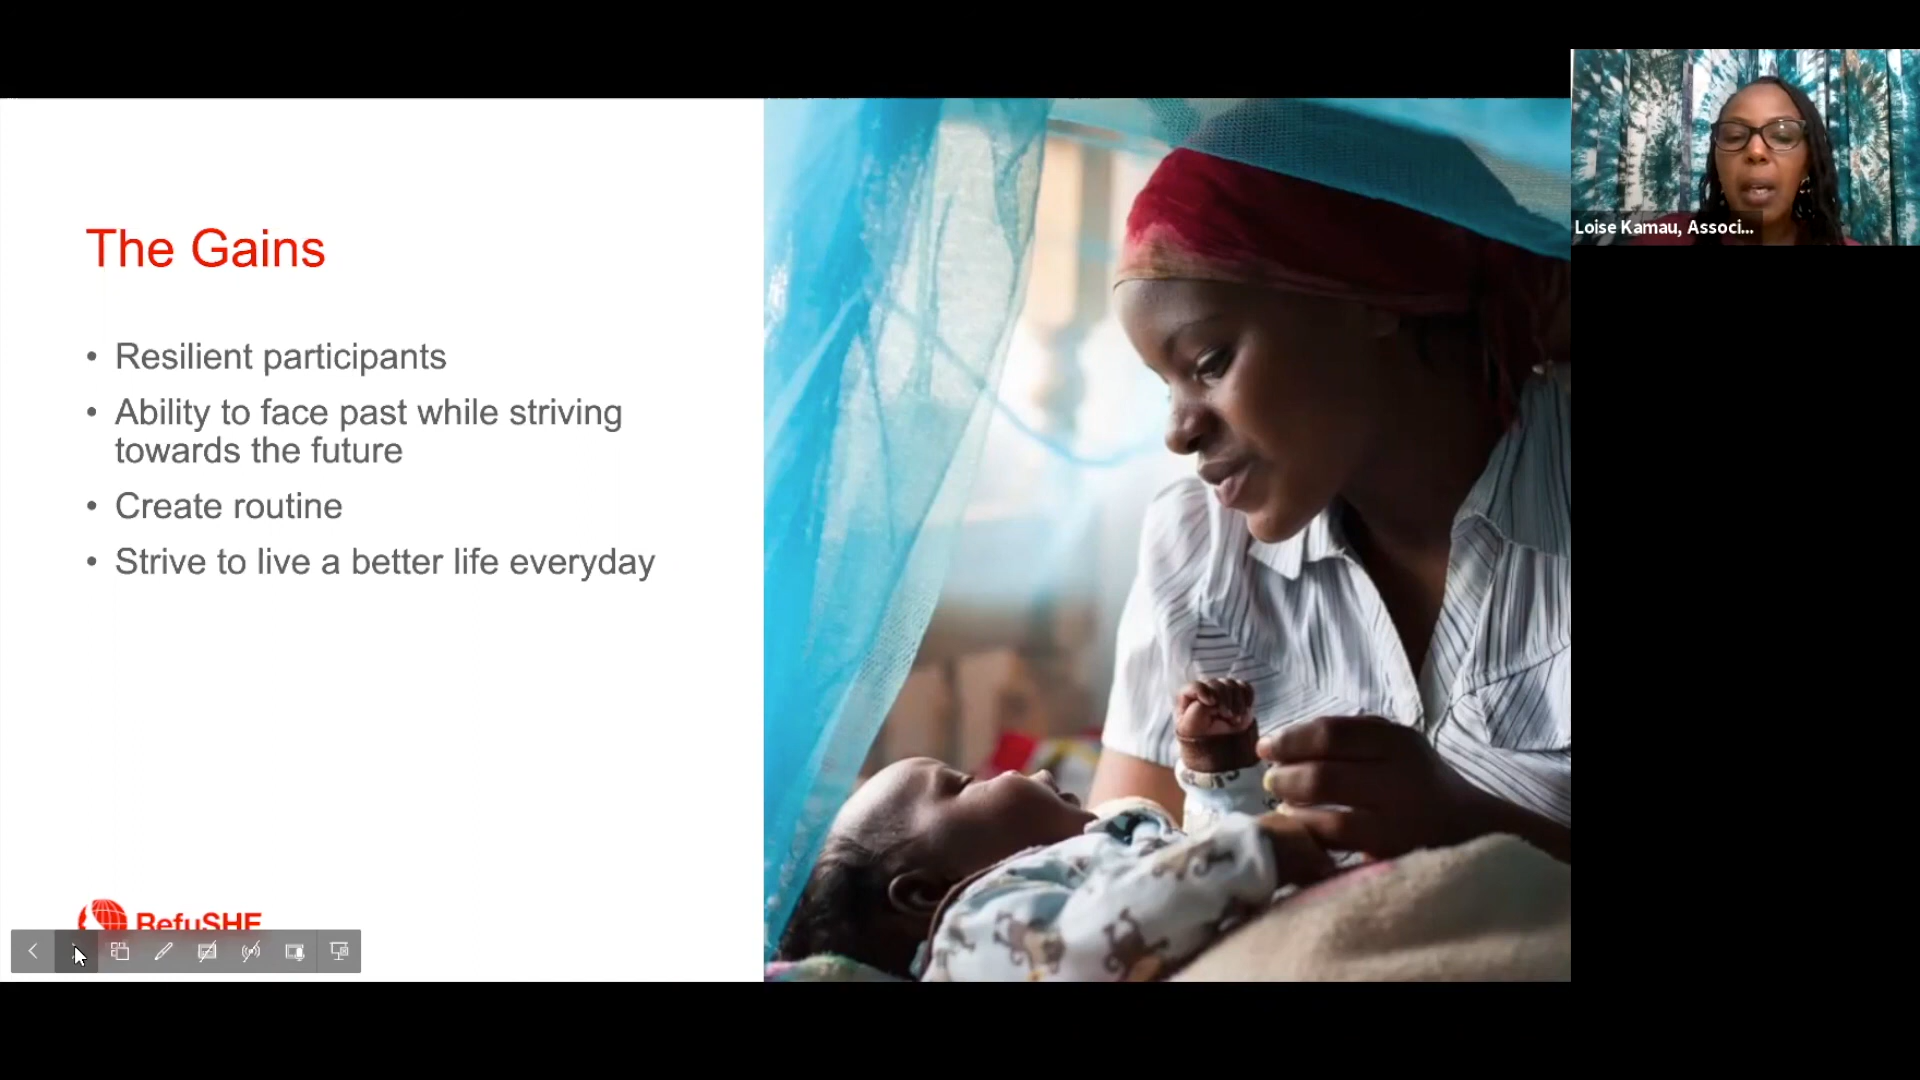 The Gains
• Resilient participants
• Ability to face past while striving
towards the future
• Create routine
• Strive to live a better life everyday
RefuSHE
Loise Kamau, Associ...